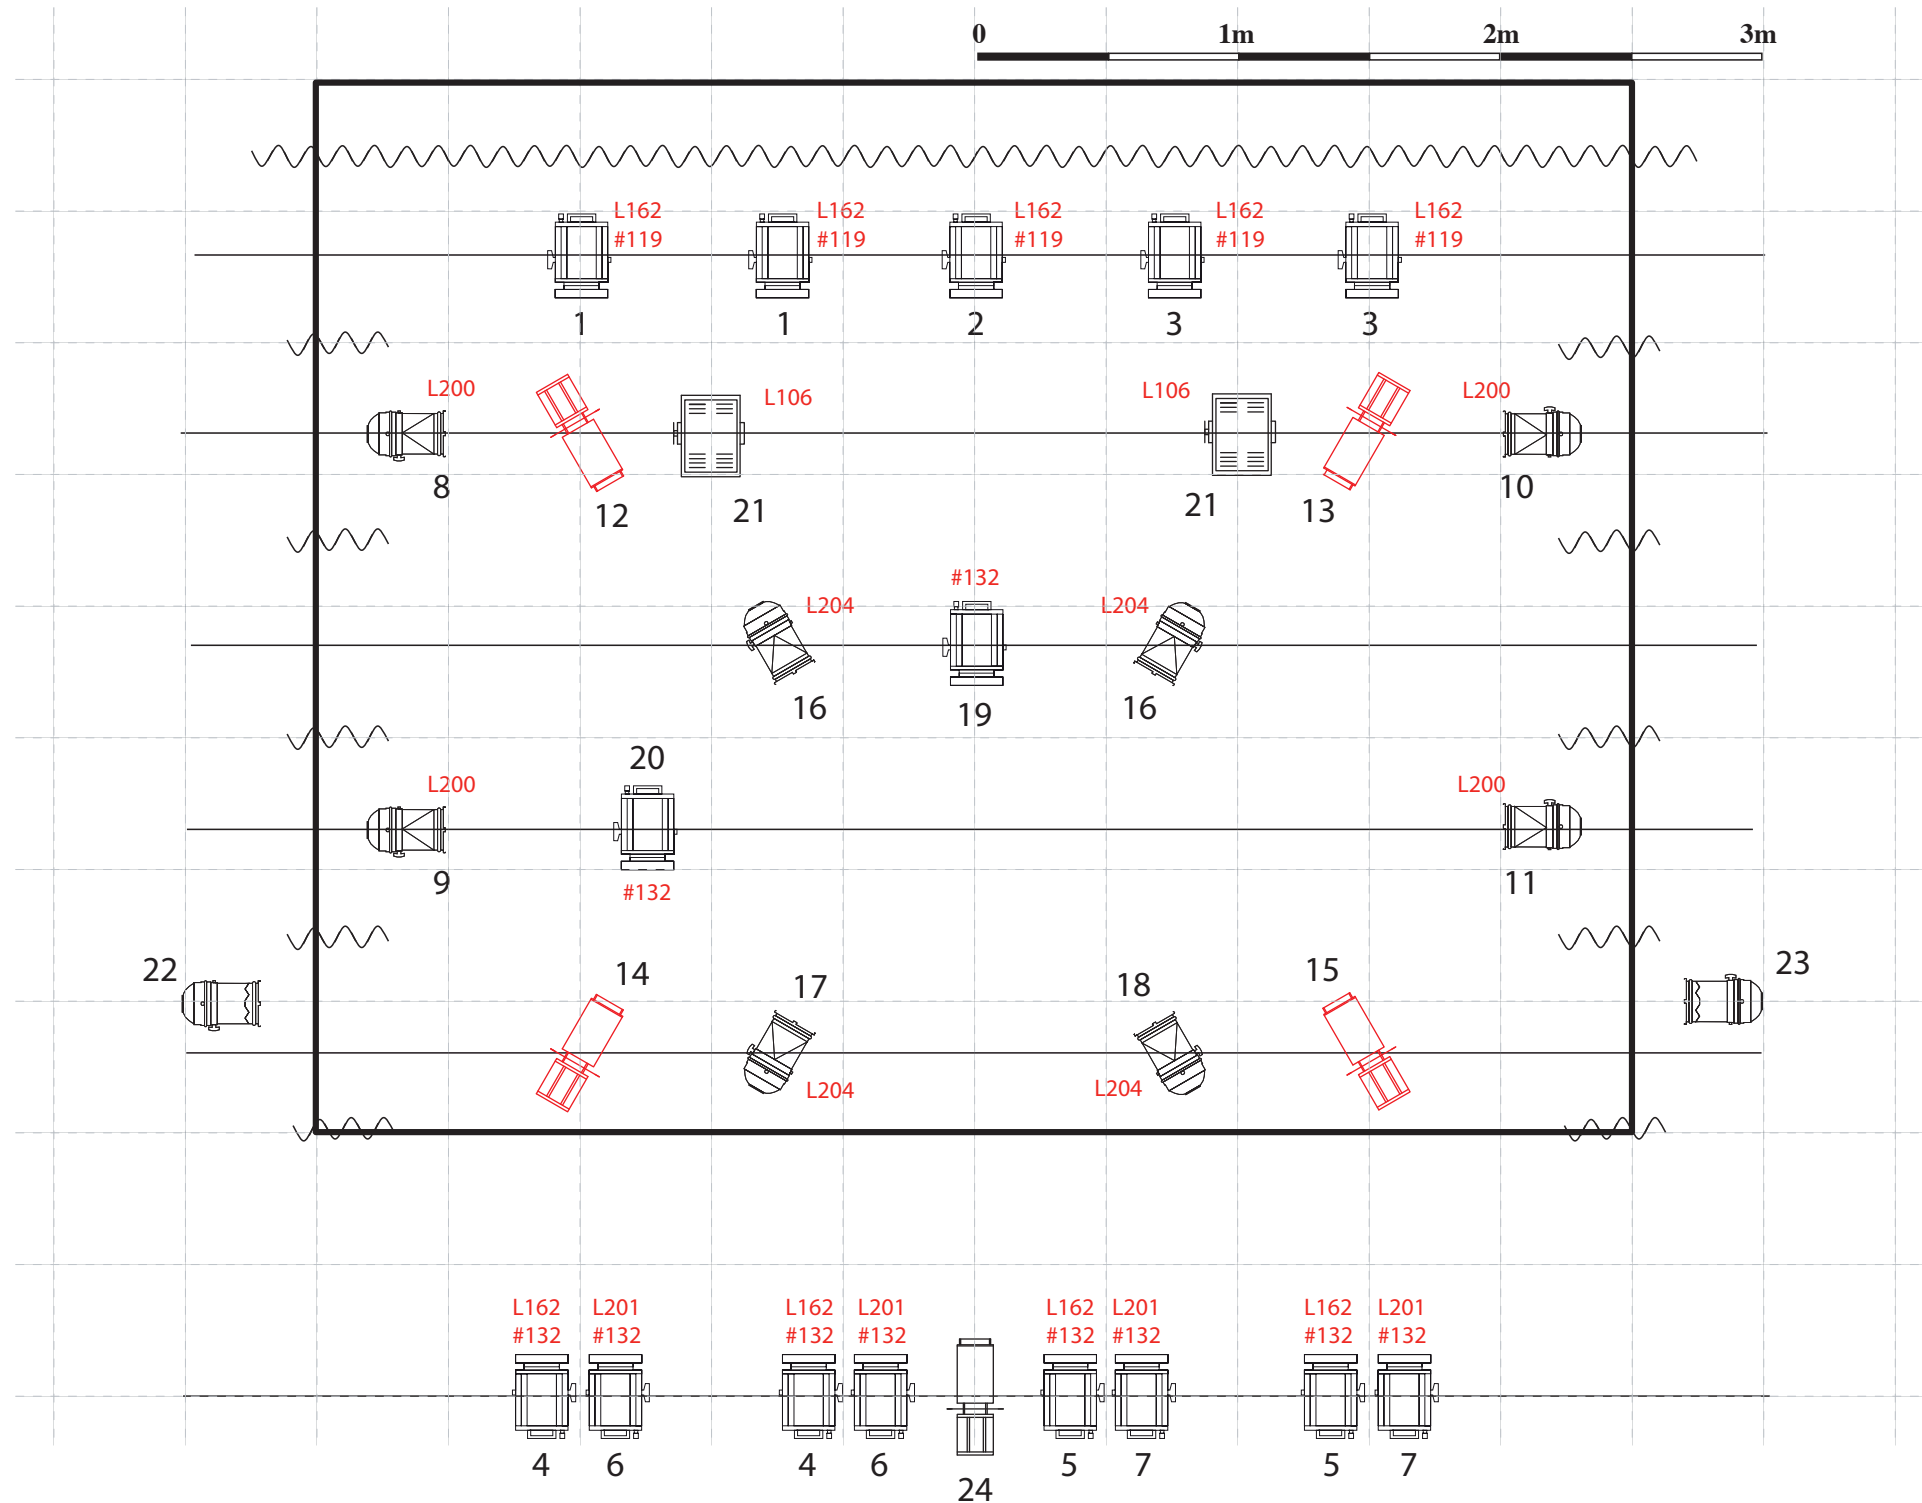 0 1m 2m 3m
L162 L162 L162 L162 L162
#119 #119 #119 #119 #119
1 1 2 3 3
L200 L106 L106 L200
8 12 21 21 13 10
#132
L204 L204
16 19 16
20
L200 L200
9 #132 11
22 14 17 18 15 23
L204 L204
L162 L201 L162 L201 L162 L201 L162 L201
#132 #132 #132 #132 #132 #132 #132 #132
4 6 4 6 5 7 5 7
24